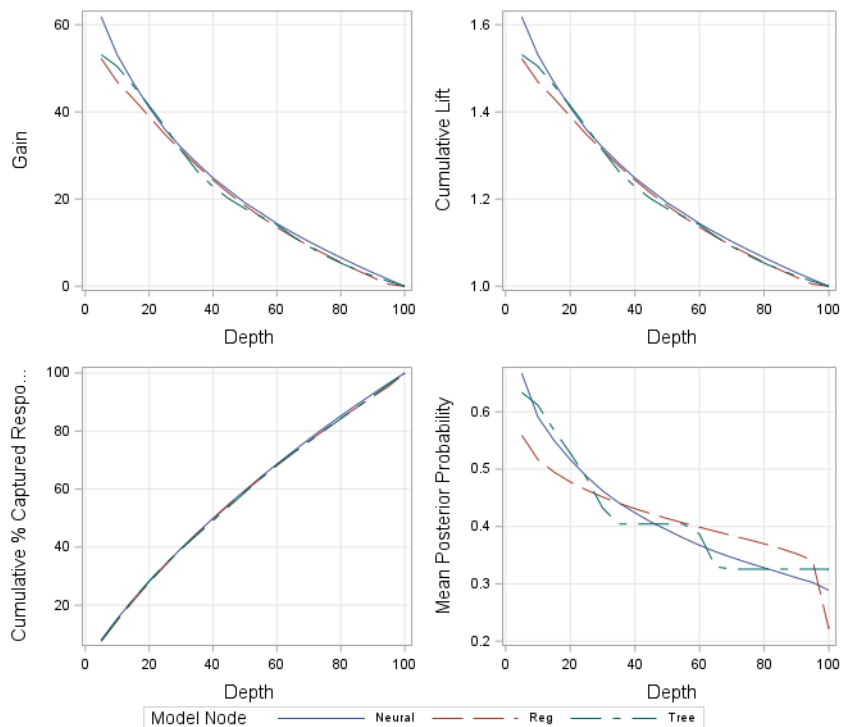 60
40
20
0
Gain
0 20 40 60 80 100
Depth
1.6
1.4
1.2
1.0
Cumulative Lift
0 20 40 60 80 100
Depth
100
80
60
40
20
Cumulative % Captured Respo...
0 20 40 60 80 100
Depth
0.6
0.5
0.4
0.3
0.2
Mean Posterior Probability
0 20 40 60 80 100
Depth
Model Node Neural Reg Tree